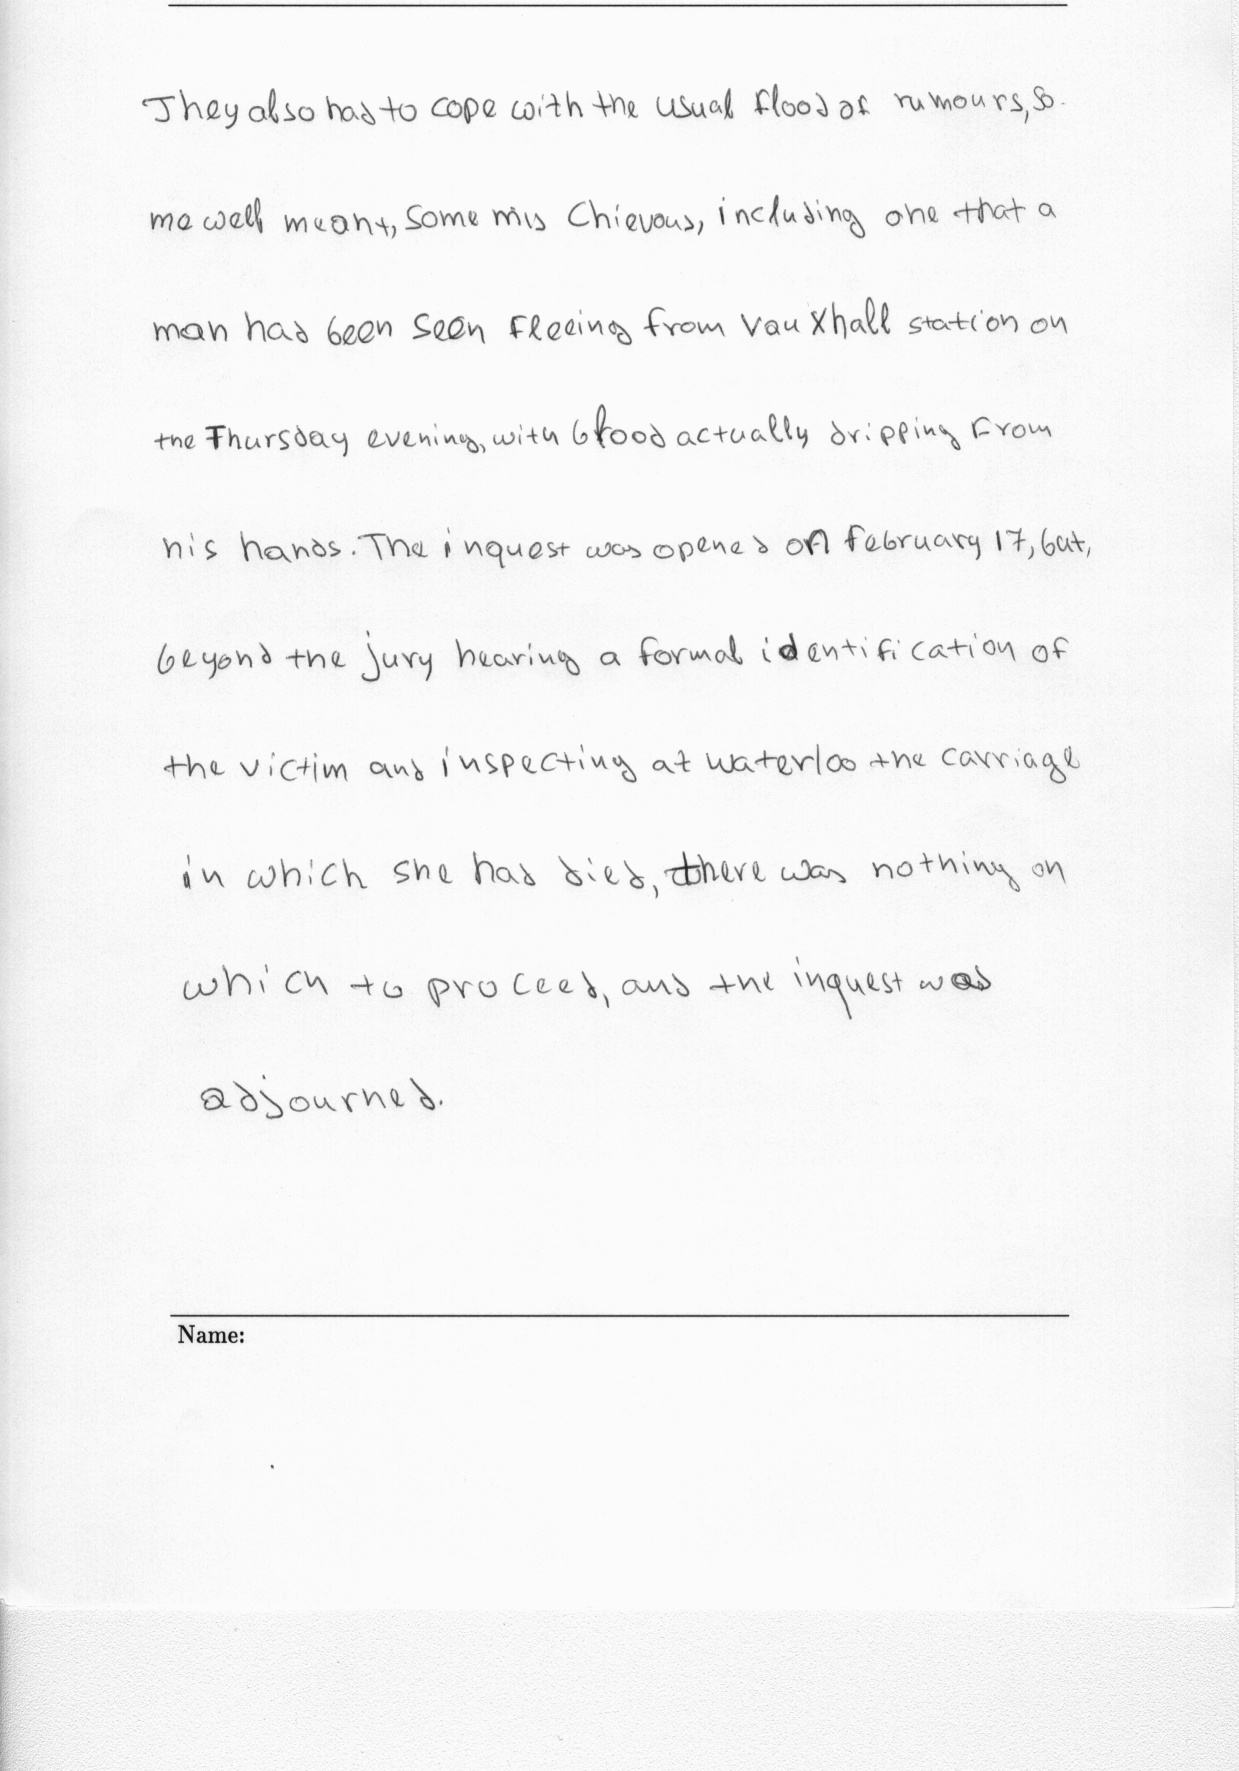 They also had to cope with the usual flood of rumours, so-
me well meant, some mischievous, including one that a
man had been seen fleeing from Vauxhall station on
the Thursday evening, with blood actually dripping from
his hands. The inquest was opened on february 17, but,
beyond the jury hearing a formal identification of
the victim and inspecting at waterloo the carriage
in which she had died, there was nothing on
which to proceed, and the inquest was
adjourned.
Name: